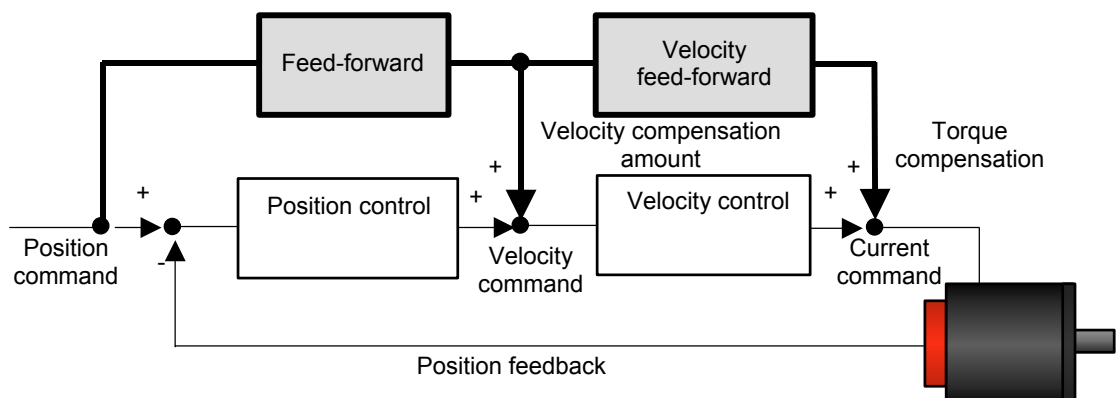 Feed-forward
Velocity
feed-forward
Velocity compensation
amount
Torque
compensation
+
+
+
+
+
Position control
Velocity control
Position
command
-
Velocity
command
Current
command
Position feedback